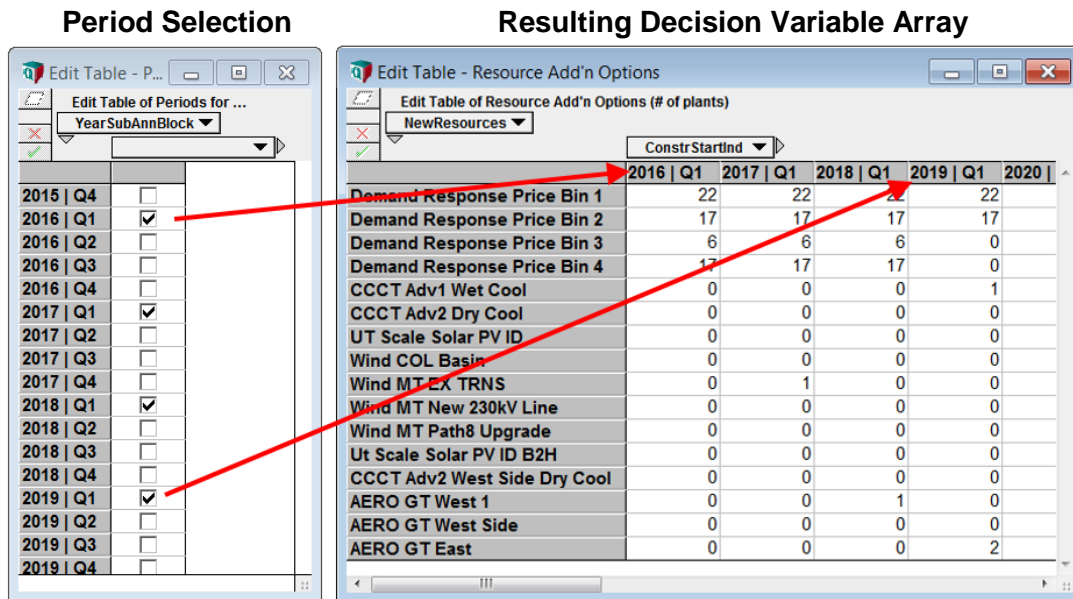 Period Selection
Resulting Decision Variable Array
Edit Table - P...
Edit Table of Periods for ...
YearSubAnnBlock
2015 | Q4
2016 | Q1
2016 | Q2
2016 | Q3
2016 | Q4
2017 | Q1
2017 | Q2
2017 | Q3
2017 | Q4
2018 | Q1
2018 | Q2
2018 | Q3
2018 | Q4
2019 | Q1
2019 | Q2
2019 | Q3
2019 | Q4
Edit Table - Resource Add'n Options
Edit Table of Resource Add'n Options (# of plants)
NewResources
ConstrStartInd
2016 | Q1 2017 | Q1 2018 | Q1 2019 | Q1 2020 |
Demand Response Price Bin 1 22 22 22 22
Demand Response Price Bin 2 17 17 17 17
Demand Response Price Bin 3 6 6 6 0
Demand Response Price Bin 4 17 17 17 0
CCCT Adv1 Wet Cool 0 0 0 1
CCCT Adv2 Dry Cool 0 0 0 0
UT Scale Solar PV ID 0 0 0 0
Wind COL Basin 0 0 0 0
Wind MT EX TRNS 0 1 0 0
Wind MT New 230kV Line 0 0 0 0
Wind MT Path8 Upgrade 0 0 0 0
Ut Scale Solar PV ID B2H 0 0 0 0
CCCT Adv2 West Side Dry Cool 0 0 0 0
AERO GT West 1 0 0 1 0
AERO GT West Side 0 0 0 0
AERO GT East 0 0 0 2